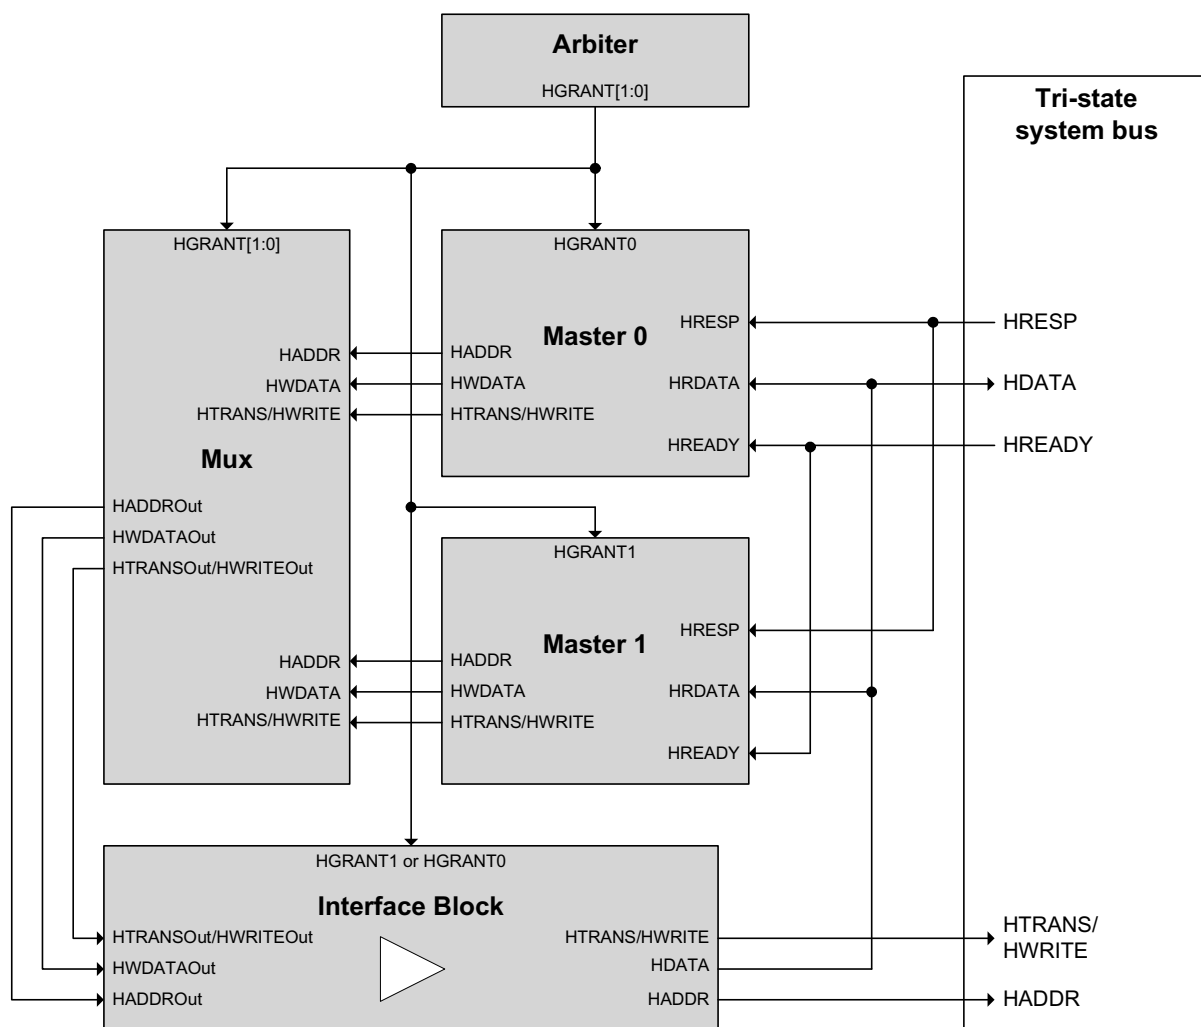 Arbiter
HGRANT[1:0]
Tri-state
system bus
HGRANT[1:0]
HADDR
HWDATA
HTRANS/HWRITE
Mux
HADDROut
HWDATAOut
HTRANSOut/HWRITEOut
HADDR
HWDATA
HTRANS/HWRITE
HGRANT0
Master 0
HADDR
HWDATA
HTRANS/HWRITE
HRESP
HRDATA
HREADY
HRESP
HDATA
HREADY
HGRANT1
Master 1
HADDR
HWDATA
HTRANS/HWRITE
HRESP
HRDATA
HREADY
HGRANT1 or HGRANT0
Interface Block
HTRANSOut/HWRITEOut
HWDATAOut
HADDROut
HTRANS/HWRITE
HDATA
HADDR
HTRANS/
HWRITE
HADDR